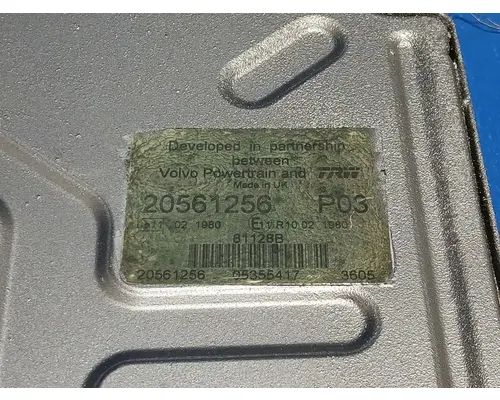 Developed in partnership
between
Volvo Powertrain and TRW
Made in UK
20561256 P03
e11 02 1980 E11 R10 02 1980
81128B
20561256 05355417 3605